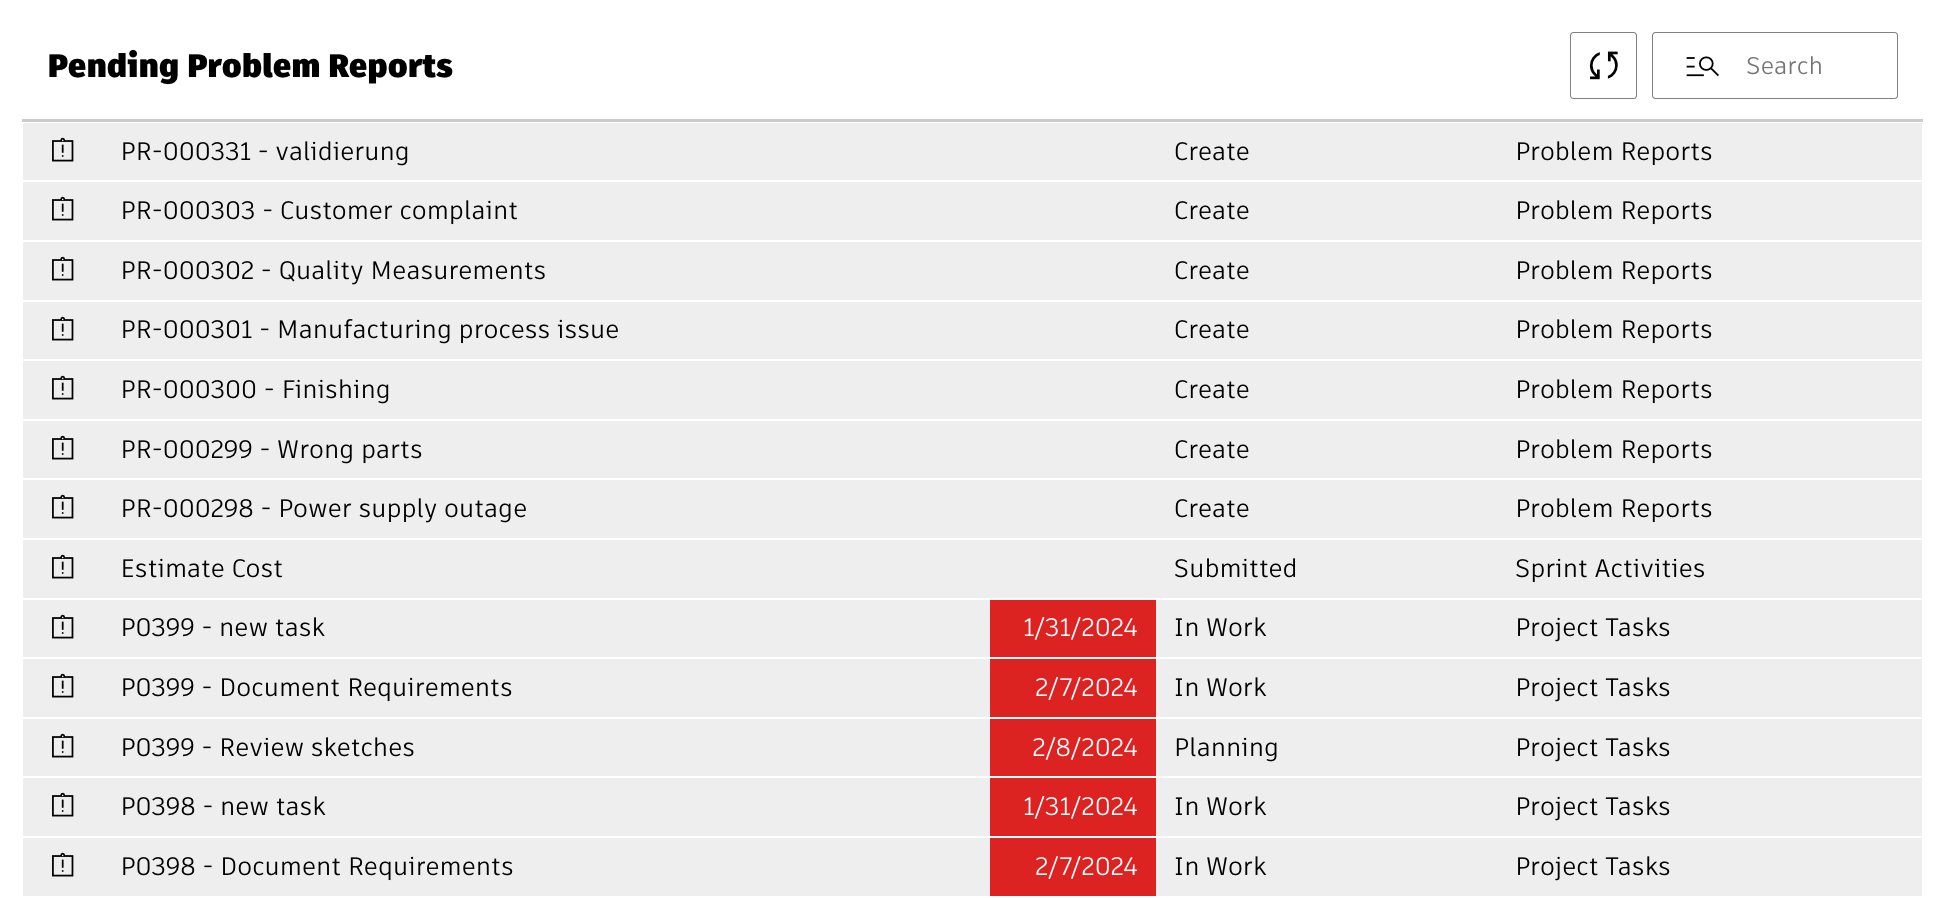 Pending Problem Reports
Search
PR-000331 - validierung Create Problem Reports
PR-000303 - Customer complaint Create Problem Reports
PR-000302 - Quality Measurements Create Problem Reports
PR-000301 - Manufacturing process issue Create Problem Reports
PR-000300 - Finishing Create Problem Reports
PR-000299 - Wrong parts Create Problem Reports
PR-000298 - Power supply outage Create Problem Reports
Estimate Cost Submitted Sprint Activities
P0399 - new task 1/31/2024 In Work Project Tasks
P0399 - Document Requirements 2/7/2024 In Work Project Tasks
P0399 - Review sketches 2/8/2024 Planning Project Tasks
P0398 - new task 1/31/2024 In Work Project Tasks
P0398 - Document Requirements 2/7/2024 In Work Project Tasks